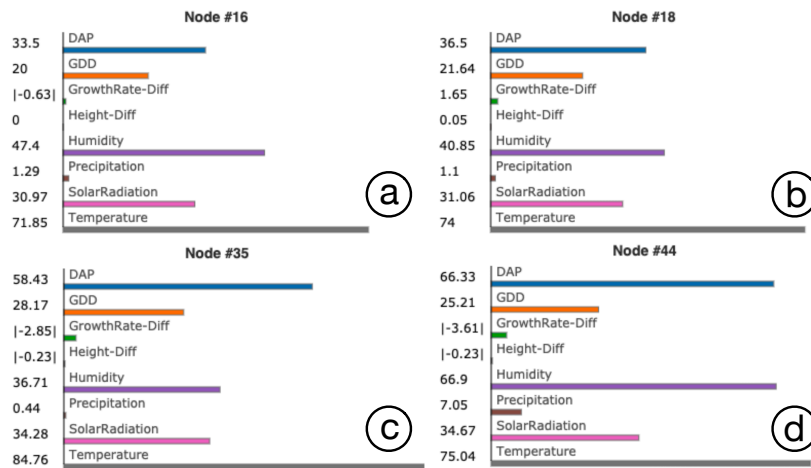 Node #16
33.5 DAP
20 GDD
|-0.63| GrowthRate-Diff
0 Height-Diff
47.4 Humidity
1.29 Precipitation
30.97 SolarRadiation
71.85 Temperature
a
Node #18
36.5 DAP
21.64 GDD
1.65 GrowthRate-Diff
0.05 Height-Diff
40.85 Humidity
1.1 Precipitation
31.06 SolarRadiation
74 Temperature
b
Node #35
58.43 DAP
28.17 GDD
|-2.85| GrowthRate-Diff
|-0.23| Height-Diff
36.71 Humidity
0.44 Precipitation
34.28 SolarRadiation
84.76 Temperature
c
Node #44
66.33 DAP
25.21 GDD
|-3.61| GrowthRate-Diff
|-0.23| Height-Diff
66.9 Humidity
7.05 Precipitation
34.67 SolarRadiation
75.04 Temperature
d